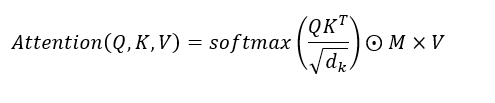 Attention(Q, K, V) = softmax (QK^T / √d_k) ⊙ M × V